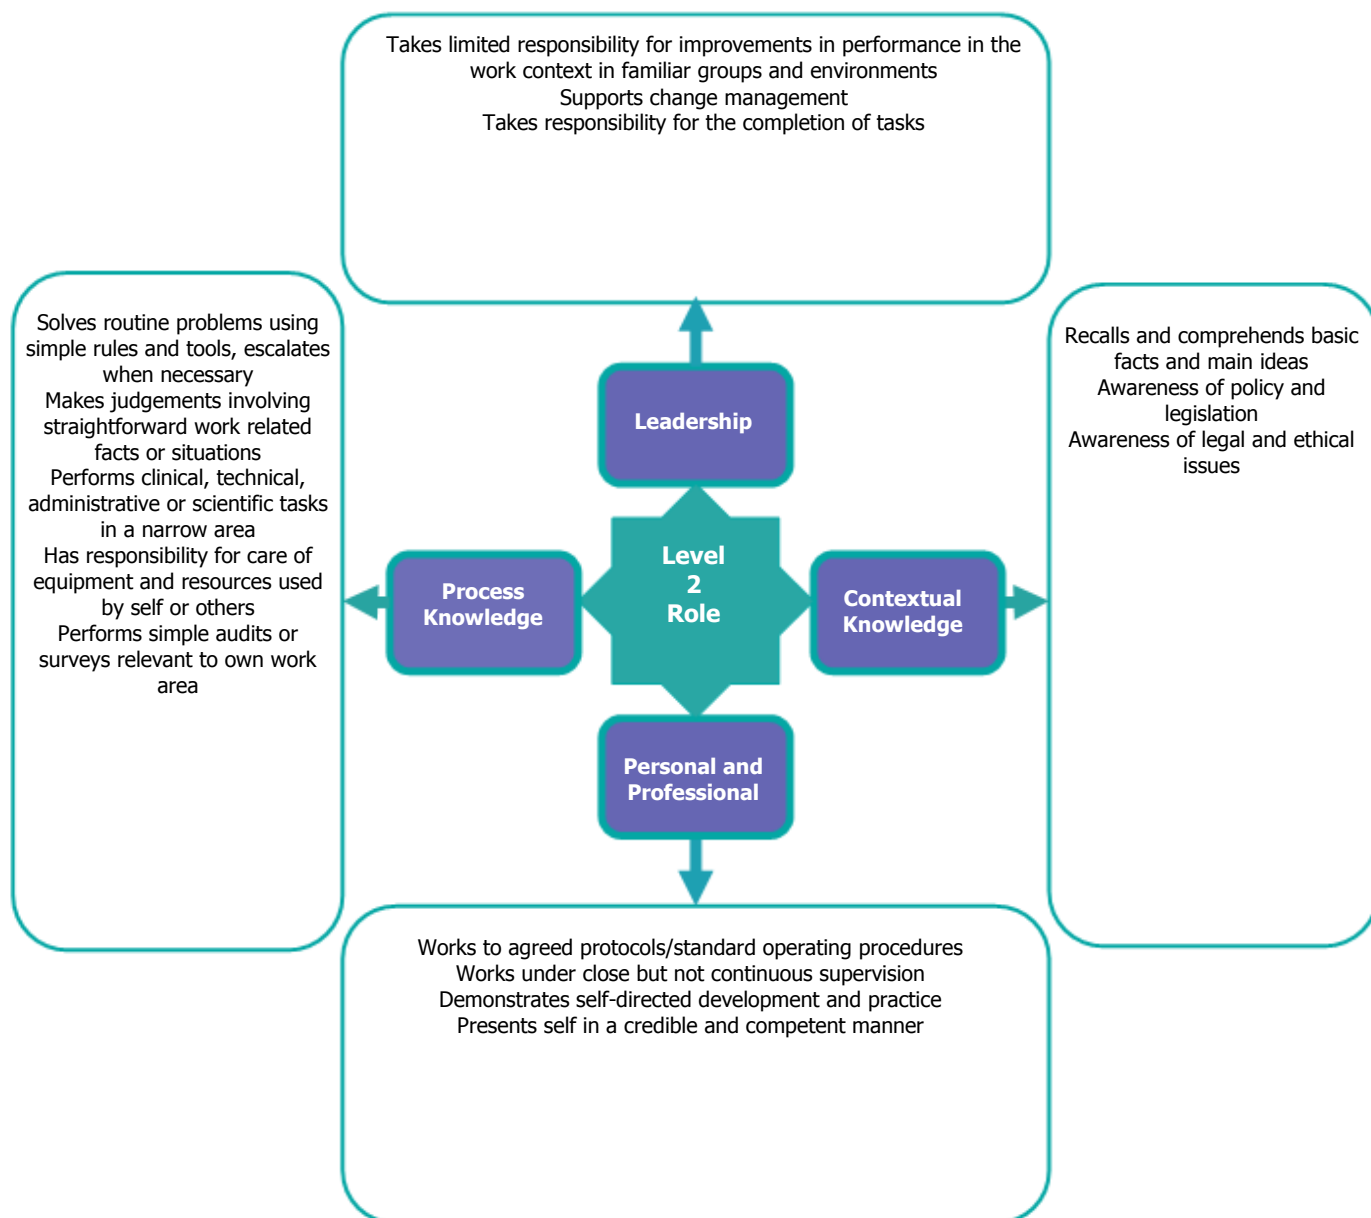 Takes limited responsibility for improvements in performance in the
work context in familiar groups and environments
Supports change management
Takes responsibility for the completion of tasks
Solves routine problems using
simple rules and tools, escalates
when necessary
Makes judgements involving
straightforward work related
facts or situations
Performs clinical, technical,
administrative or scientific tasks
in a narrow area
Has responsibility for care of
equipment and resources used
by self or others
Performs simple audits or
surveys relevant to own work
area
Leadership
Process
Knowledge
Level
2
Role
Contextual
Knowledge
Personal and
Professional
Recalls and comprehends basic
facts and main ideas
Awareness of policy and
legislation
Awareness of legal and ethical
issues
Works to agreed protocols/standard operating procedures
Works under close but not continuous supervision
Demonstrates self-directed development and practice
Presents self in a credible and competent manner